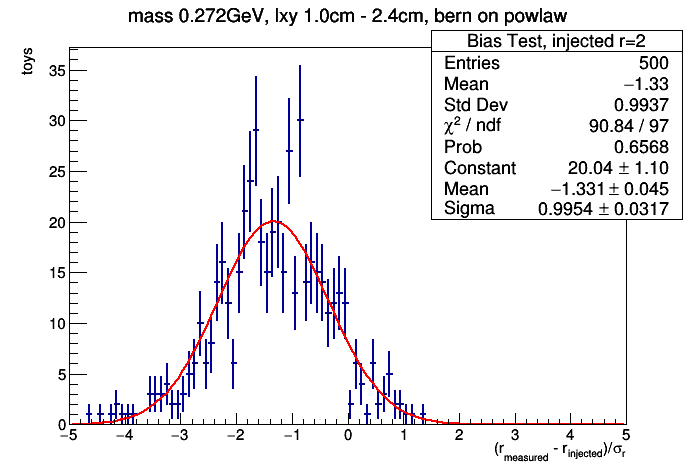 mass 0.272GeV, lxy 1.0cm - 2.4cm, bern on powlaw
Bias Test, injected r=2
Entries 500
Mean −1.33
Std Dev 0.9937
χ² / ndf 90.84 / 97
Prob 0.6568
Constant 20.04 ± 1.10
Mean −1.331 ± 0.045
Sigma 0.9954 ± 0.0317
toys
35
30
25
20
15
10
5
0
−5 −4 −3 −2 −1 0 1 2 3 4 5
(r_measured - r_injected)/σ_r